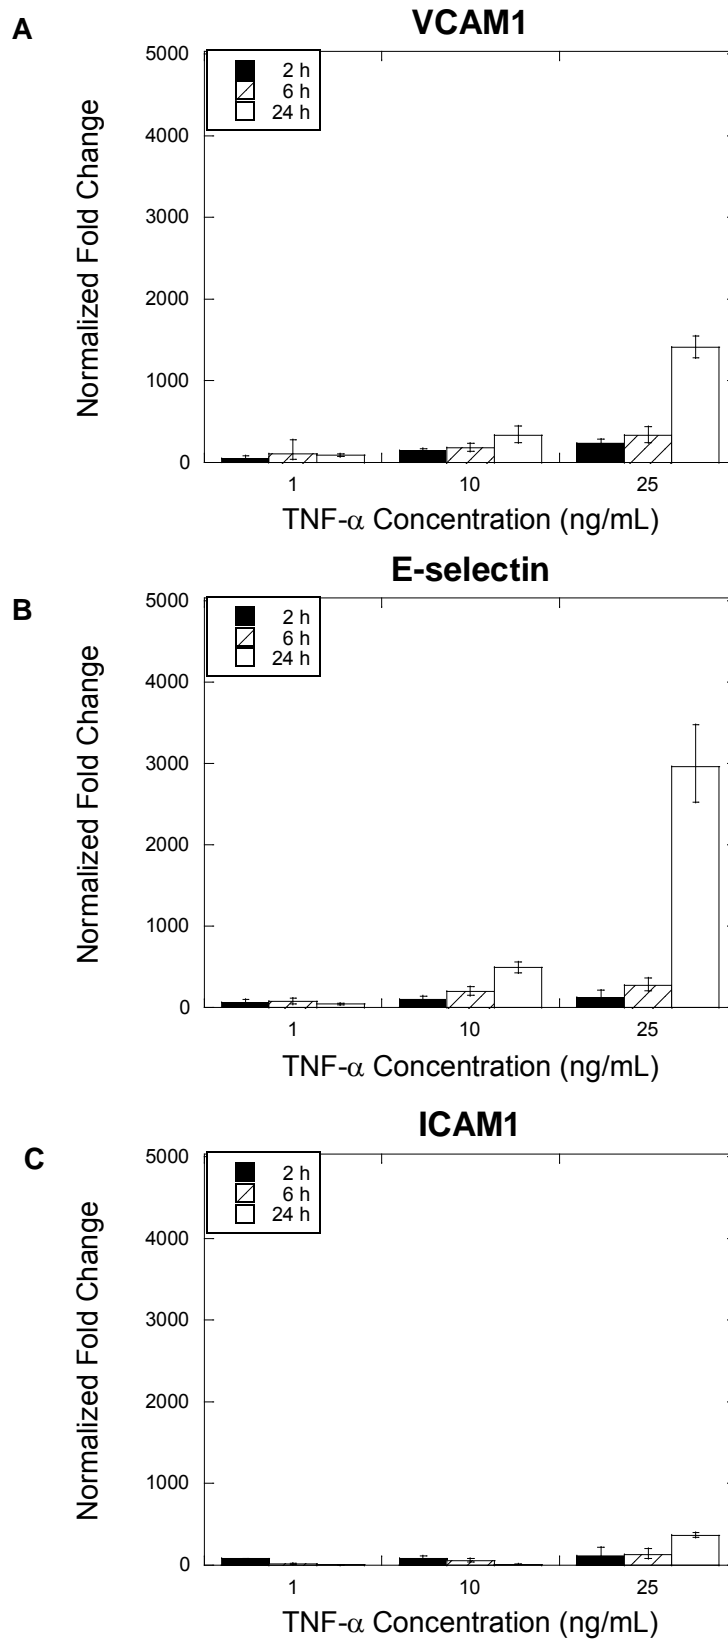 A
VCAM1
2 h
6 h
24 h
5000
4000
3000
2000
1000
0
Normalized Fold Change
1 10 25
TNF-α Concentration (ng/mL)
B
E-selectin
2 h
6 h
24 h
5000
4000
3000
2000
1000
0
Normalized Fold Change
1 10 25
TNF-α Concentration (ng/mL)
C
ICAM1
2 h
6 h
24 h
5000
4000
3000
2000
1000
0
Normalized Fold Change
1 10 25
TNF-α Concentration (ng/mL)